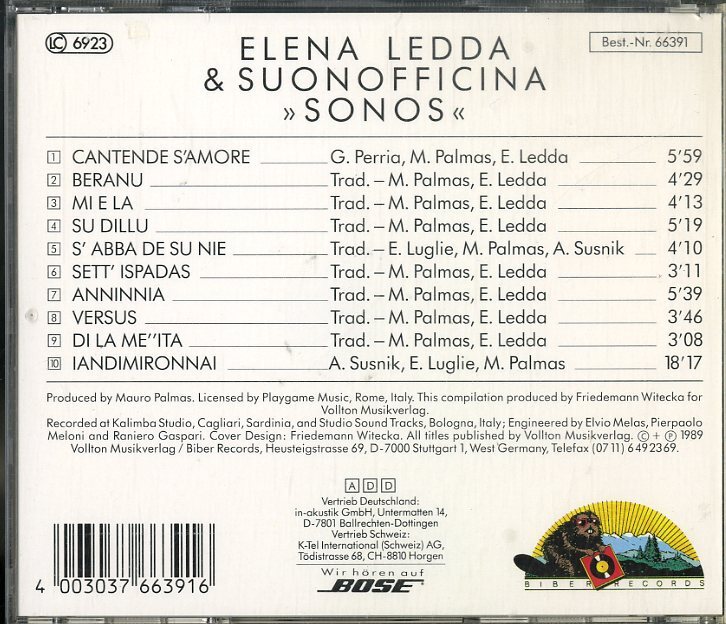 LC 6923
ELENA LEDDA
& SUONOFFICINA
»SONOS«
Best.-Nr. 66391
1 CANTENDE S'AMORE G. Perria, M. Palmas, E. Ledda 5'59
2 BERANU Trad. – M. Palmas, E. Ledda 4'29
3 MI E LA Trad. – M. Palmas, E. Ledda 4'13
4 SU DILLU Trad. – M. Palmas, E. Ledda 5'19
5 S' ABBA DE SU NIE Trad. – E. Luglie, M. Palmas, A. Susnik 4'10
6 SETT' ISPADAS Trad. – M. Palmas, E. Ledda 3'11
7 ANNINNIA Trad. – M. Palmas, E. Ledda 5'39
8 VERSUS Trad. – M. Palmas, E. Ledda 3'46
9 DI LA ME''ITA Trad. – M. Palmas, E. Ledda 3'08
10 IANDIMIRONNAI A. Susnik, E. Luglie, M. Palmas 18'17
Produced by Mauro Palmas. Licensed by Playgame Music, Rome, Italy. This compilation produced by Friedemann Witecka for
Vollton Musikverlag.
Recorded at Kalimba Studio, Cagliari, Sardinia, and Studio Sound Tracks, Bologna, Italy; Engineered by Elvio Melas, Pierpaolo
Meloni and Raniero Gaspari. Cover Design: Friedemann Witecka. All titles published by Vollton Musikverlag. © + ℗ 1989
Vollton Musikverlag / Biber Records, Heusteigstrasse 69, D-7000 Stuttgart 1, West Germany, Telefax (0711) 6492369.
A D D
Vertrieb Deutschland:
in-akustik GmbH, Untermatten 14,
D-7801 Ballrechten-Dottingen
Vertrieb Schweiz:
K-Tel International (Schweiz) AG,
Tödistrasse 68, CH-8810 Horgen
Wir hören auf
BOSE
4 003037 663916
BIBER RECORDS